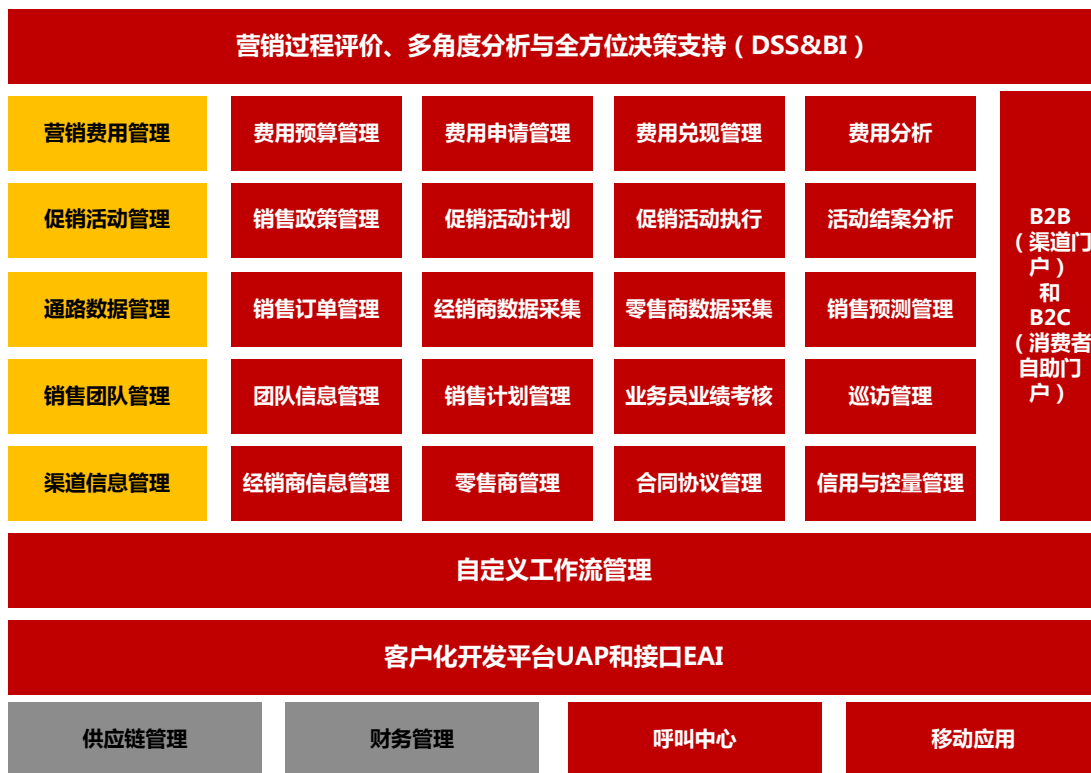 营销过程评价、多角度分析与全方位决策支持（DSS&BI）
营销费用管理
费用预算管理
费用申请管理
费用兑现管理
费用分析
促销活动管理
销售政策管理
促销活动计划
促销活动执行
活动结案分析
通路数据管理
销售订单管理
经销商数据采集
零售商数据采集
销售预测管理
销售团队管理
团队信息管理
销售计划管理
业务员业绩考核
巡访管理
渠道信息管理
经销商信息管理
零售商管理
合同协议管理
信用与控量管理
B2B
（渠道门
户）
和
B2C
（消费者
自助门
户）
自定义工作流管理
客户化开发平台UAP和接口EAI
供应链管理
财务管理
呼叫中心
移动应用